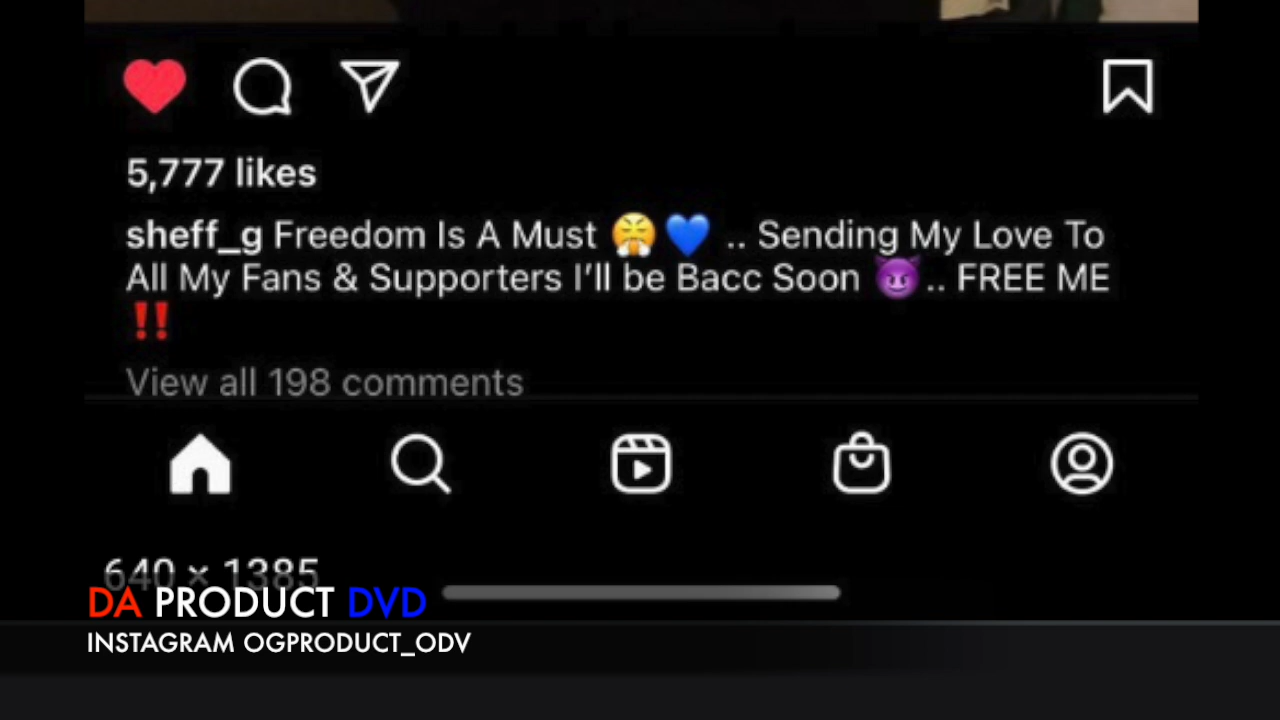 5,777 likes
sheff_g Freedom Is A Must 😤💙 .. Sending My Love To
All My Fans & Supporters I’ll be Bacc Soon 😈.. FREE ME
‼️
View all 198 comments
640 × 1385
DA PRODUCT DVD
INSTAGRAM OGPRODUCT_ODV